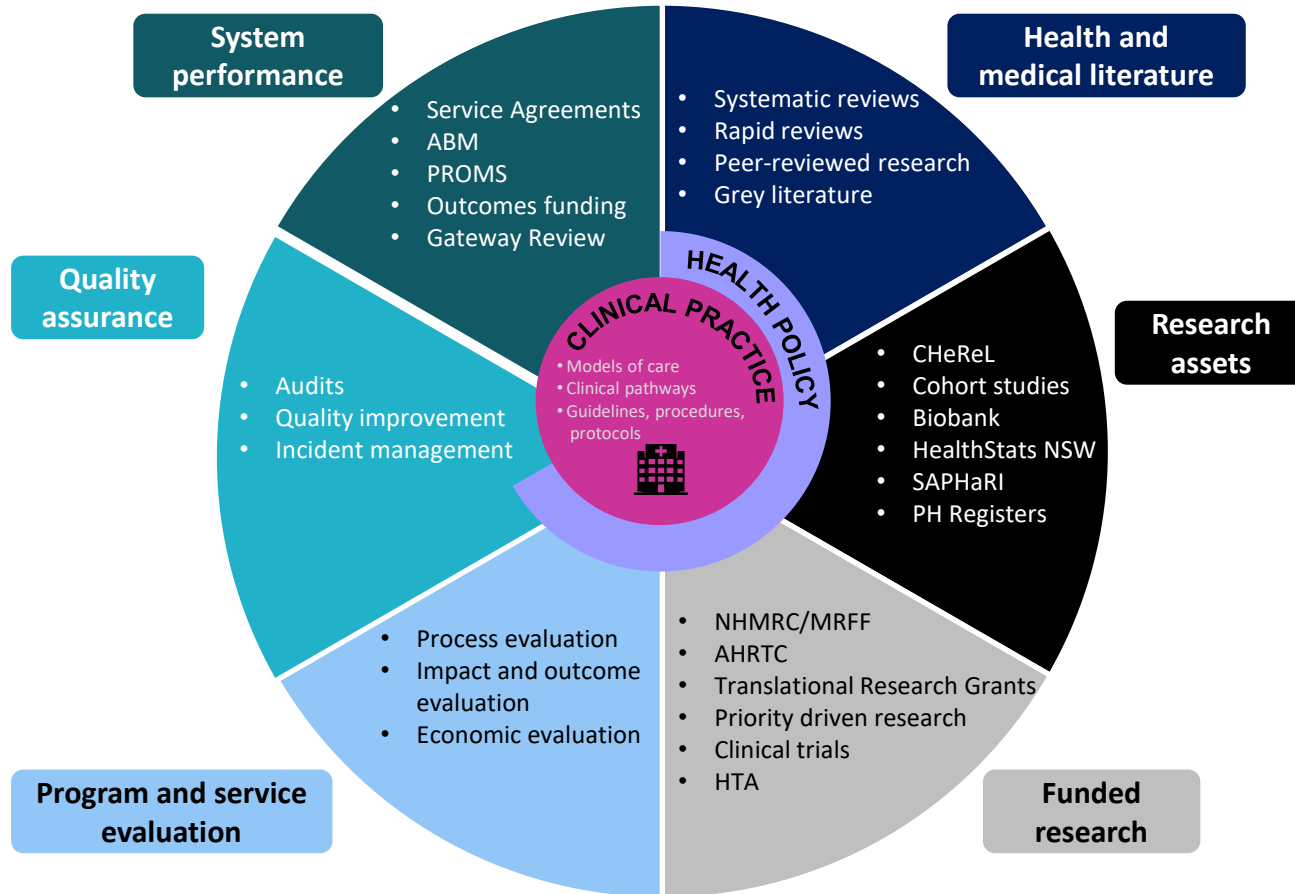 System
performance
• Service Agreements
• ABM
• PROMS
• Outcomes funding
• Gateway Review
Health and
medical literature
• Systematic reviews
• Rapid reviews
• Peer-reviewed research
• Grey literature
Quality
assurance
• Audits
• Quality improvement
• Incident management
HEALTH POLICY
CLINICAL PRACTICE
• Models of care
• Clinical pathways
• Guidelines, procedures,
protocols
Research
assets
• CHeReL
• Cohort studies
• Biobank
• HealthStats NSW
• SAPHaRI
• PH Registers
Program and service
evaluation
• Process evaluation
• Impact and outcome
evaluation
• Economic evaluation
Funded
research
• NHMRC/MRFF
• AHRTC
• Translational Research Grants
• Priority driven research
• Clinical trials
• HTA